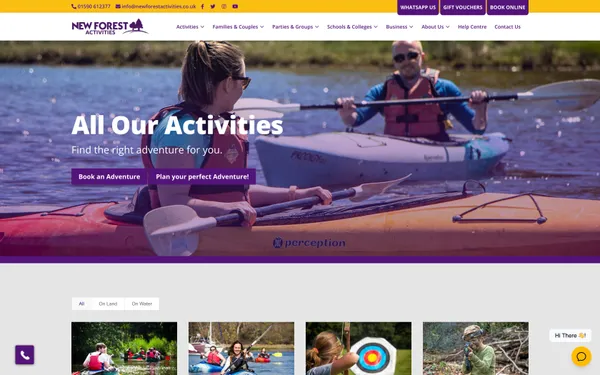 01590 612377 info@newforestactivities.co.uk
WHATSAPP US GIFT VOUCHERS BOOK ONLINE
NEW FOREST
ACTIVITIES
Activities Families & Couples Parties & Groups Schools & Colleges Business About Us Help Centre Contact Us
All Our Activities
Find the right adventure for you.
Book an Adventure Plan your perfect Adventure!
perception
All On Land On Water
Hi There 👋!